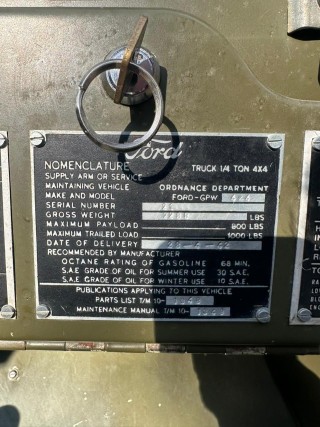 Ford
NOMENCLATURE TRUCK 1/4 TON 4X4
SUPPLY ARM OR SERVICE
MAINTAINING VEHICLE ORDNANCE DEPARTMENT
MAKE AND MODEL FORD-GPW
SERIAL NUMBER
GROSS WEIGHT LBS
MAXIMUM PAYLOAD 800 LBS
MAXIMUM TRAILED LOAD 1000 LBS
DATE OF DELIVERY
RECOMMENDED BY MANUFACTURER
OCTANE RATING OF GASOLINE 68 MIN.
S.A.E. GRADE OF OIL FOR SUMMER USE 30 S.A.E.
S.A.E. GRADE OF OIL FOR WINTER USE 10 S.A.E.
PUBLICATIONS APPLYING TO THIS VEHICLE
PARTS LIST T/M 10-
MAINTENANCE MANUAL T/M 10-